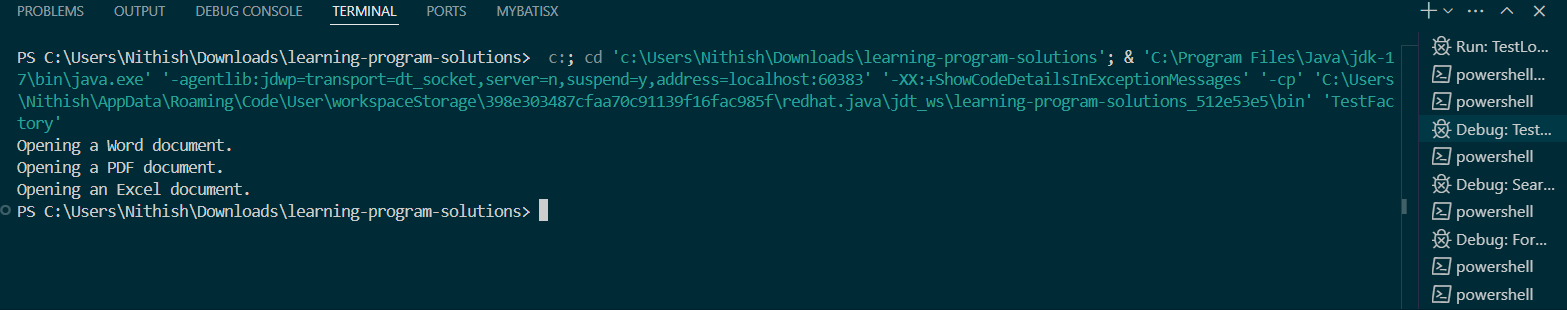 PROBLEMS OUTPUT DEBUG CONSOLE TERMINAL PORTS MYBATISX
PS C:\Users\Nithish\Downloads\learning-program-solutions>  c:; cd 'c:\Users\Nithish\Downloads\learning-program-solutions'; & 'C:\Program Files\Java\jdk-1
7\bin\java.exe' '-agentlib:jdwp=transport=dt_socket,server=n,suspend=y,address=localhost:60383' '-XX:+ShowCodeDetailsInExceptionMessages' '-cp' 'C:\Users
\Nithish\AppData\Roaming\Code\User\workspaceStorage\398e303487cfaa70c91139f16fac985f\redhat.java\jdt_ws\learning-program-solutions_512e53e5\bin' 'TestFac
tory'
Opening a Word document.
Opening a PDF document.
Opening an Excel document.
PS C:\Users\Nithish\Downloads\learning-program-solutions>
Run: TestLo...
powershell...
powershell
Debug: Test...
powershell
Debug: Sear...
powershell
Debug: For...
powershell
powershell